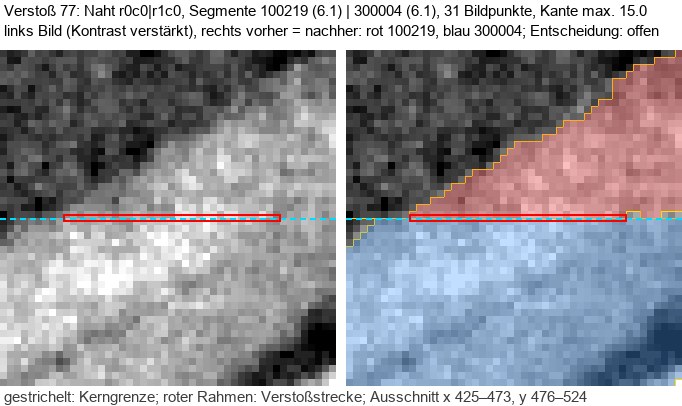 Verstoß 77: Naht r0c0|r1c0, Segmente 100219 (6.1) | 300004 (6.1), 31 Bildpunkte, Kante max. 15.0
links Bild (Kontrast verstärkt), rechts vorher = nachher: rot 100219, blau 300004; Entscheidung: offen
gestrichelt: Kerngrenze; roter Rahmen: Verstoßstrecke; Ausschnitt x 425–473, y 476–524